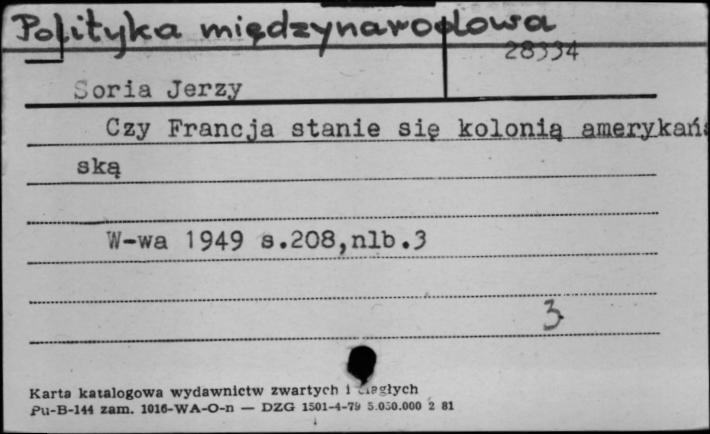 Polityka międzynarodowa
28334
Soria Jerzy
Czy Francja stanie się kolonią amerykań
ską
W-wa 1949 s.208,nlb.3
3
Karta katalogowa wydawnictw zwartych i ciągłych
Pu-B-144 zam. 1016-WA-O-n — DZG 1501-4-79 5.050.000 2 81